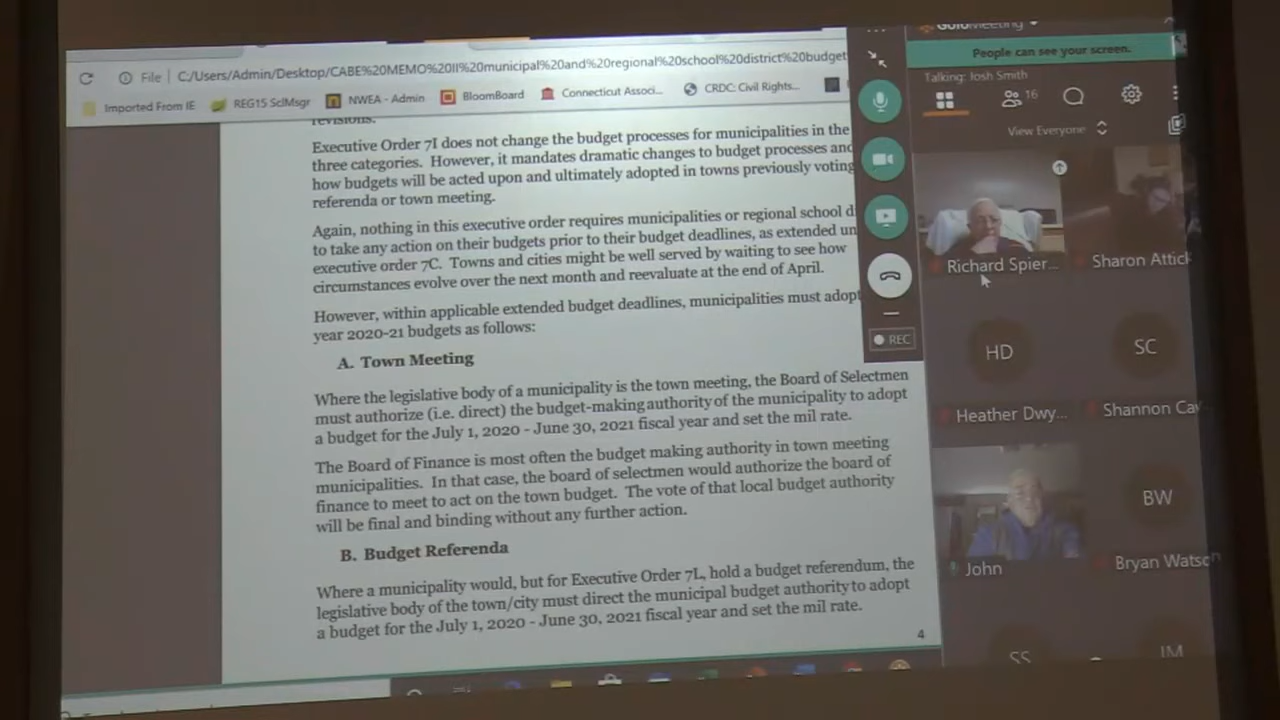 GoToMeeting
People can see your screen.
File | C:/Users/Admin/Desktop/CABE%20MEMO%20II%20municipal%20and%20regional%20school%20district%20budget
Talking: Josh Smith
Imported From IE
REG15 SclMsgr
NWEA - Admin
BloomBoard
Connecticut Associ...
CRDC: Civil Rights...
16
View Everyone
revisions.
Executive Order 7I does not change the budget processes for municipalities in the
three categories. However, it mandates dramatic changes to budget processes and
how budgets will be acted upon and ultimately adopted in towns previously voting
referenda or town meeting.
Again, nothing in this executive order requires municipalities or regional school d
to take any action on their budgets prior to their budget deadlines, as extended un
executive order 7C. Towns and cities might be well served by waiting to see how
circumstances evolve over the next month and reevaluate at the end of April.
However, within applicable extended budget deadlines, municipalities must adopt
year 2020-21 budgets as follows:
A. Town Meeting
Where the legislative body of a municipality is the town meeting, the Board of Selectmen
must authorize (i.e. direct) the budget-making authority of the municipality to adopt
a budget for the July 1, 2020 - June 30, 2021 fiscal year and set the mil rate.
The Board of Finance is most often the budget making authority in town meeting
municipalities. In that case, the board of selectmen would authorize the board of
finance to meet to act on the town budget. The vote of that local budget authority
will be final and binding without any further action.
B. Budget Referenda
Where a municipality would, but for Executive Order 7L, hold a budget referendum, the
legislative body of the town/city must direct the municipal budget authority to adopt
a budget for the July 1, 2020 - June 30, 2021 fiscal year and set the mil rate.
4
REC
Richard Spier...
Sharon Attick
HD
SC
Heather Dwy...
Shannon Cav
BW
John
Bryan Watson
SS